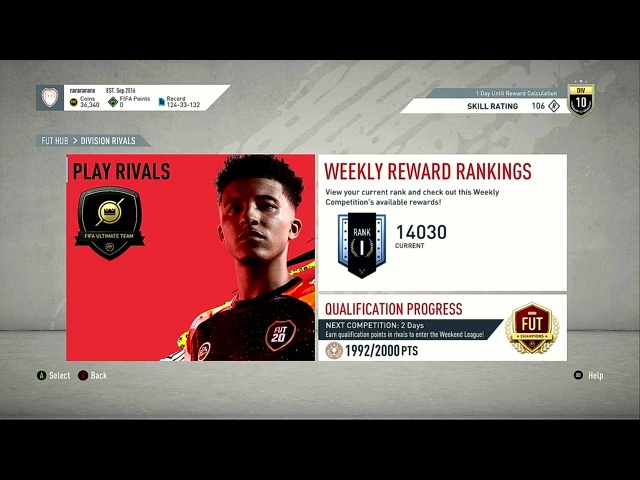 rarararara EST. Sep 2016
Coins FIFA Points Record
36,340 0 124-33-132
1 Day Until Reward Calculation
SKILL RATING 106
DIV
10
FUT HUB > DIVISION RIVALS
PLAY RIVALS
FIFA ULTIMATE TEAM
FUT
20
WEEKLY REWARD RANKINGS
View your current rank and check out this Weekly
Competition's available rewards!
RANK
I
14030
CURRENT
QUALIFICATION PROGRESS
NEXT COMPETITION: 2 Days
Earn qualification points in rivals to enter the Weekend League!
1992/2000 PTS
FUT
CHAMPIONS
A Select B Back
Help